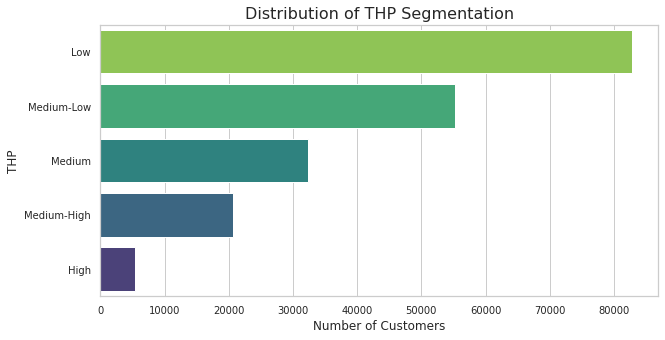 Distribution of THP Segmentation
Low
Medium-Low
Medium
Medium-High
High
THP
0 10000 20000 30000 40000 50000 60000 70000 80000
Number of Customers